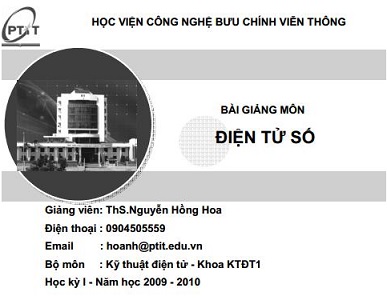 PTIT
HỌC VIỆN CÔNG NGHỆ BƯU CHÍNH VIỄN THÔNG
BÀI GIẢNG MÔN
ĐIỆN TỬ SỐ
Giảng viên: ThS.Nguyễn Hồng Hoa
Điện thoại : 0904505559
Email : hoanh@ptit.edu.vn
Bộ môn : Kỹ thuật điện tử - Khoa KTĐT1
Học kỳ I - Năm học 2009 - 2010